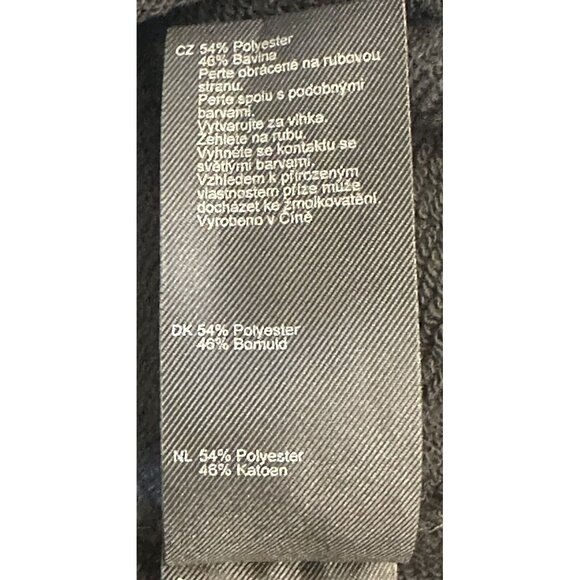 CZ 54% Polyester
46% Bavlna
Perte obrácené na rubovou
stranu.
Perte spolu s podobnými
barvami.
Vytvarujte za vlhka.
Žehlete na rubu.
Vyhněte se kontaktu se
světlými barvami.
Vzhledem k přirozeným
vlastnostem příze může
docházet ke žmolkovatění.
Vyrobeno v Číně
DK 54% Polyester
46% Bomuld
NL 54% Polyester
46% Katoen